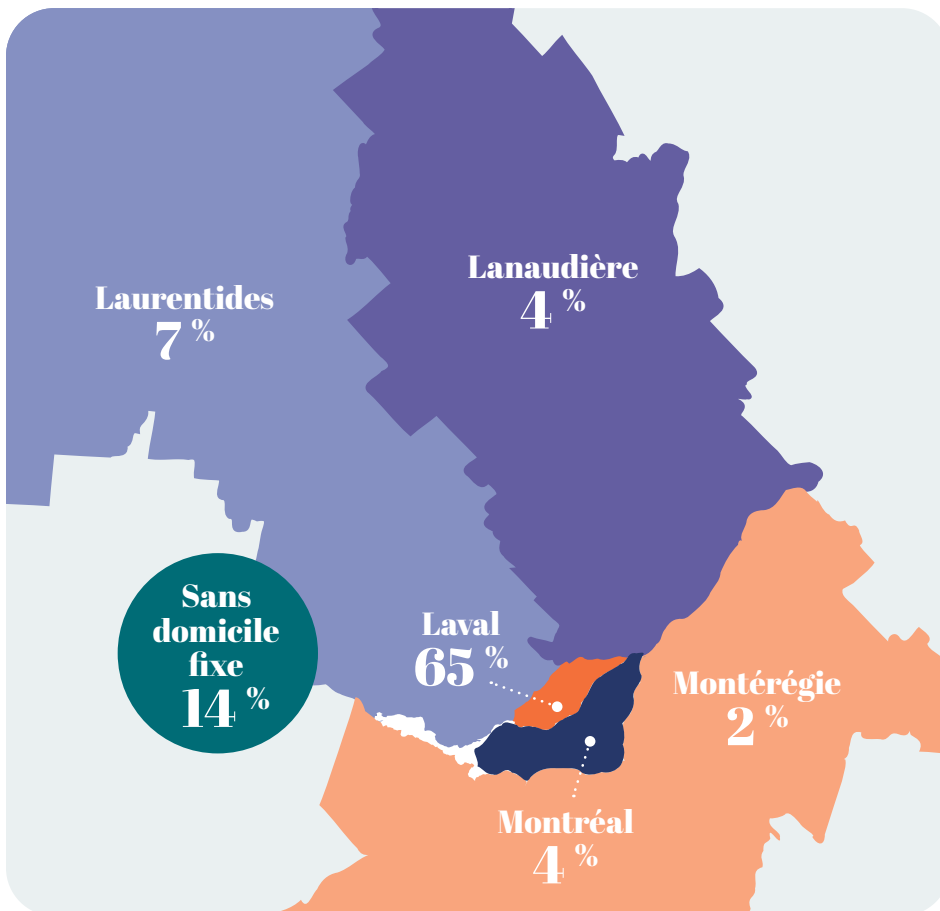 Lanaudière
4 %
Laurentides
7 %
Sans
domicile
fixe
14 %
Laval
65 %
Montérégie
2 %
Montréal
4 %